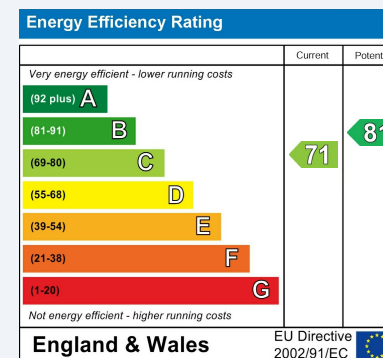 Energy Efficiency Rating
Current Potent
Very energy efficient - lower running costs
(92 plus) A
(81-91) B 81
(69-80) C 71
(55-68) D
(39-54) E
(21-38) F
(1-20) G
Not energy efficient - higher running costs
England & Wales
EU Directive
2002/91/EC